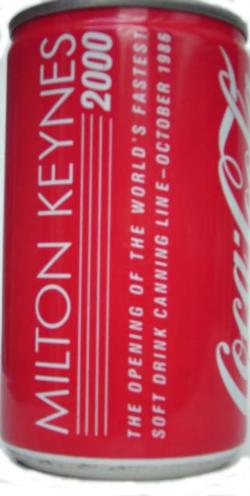 MILTON KEYNES
2000
THE OPENING OF THE WORLD'S FASTEST
SOFT DRINK CANNING LINE–OCTOBER 1986
Coca-Cola